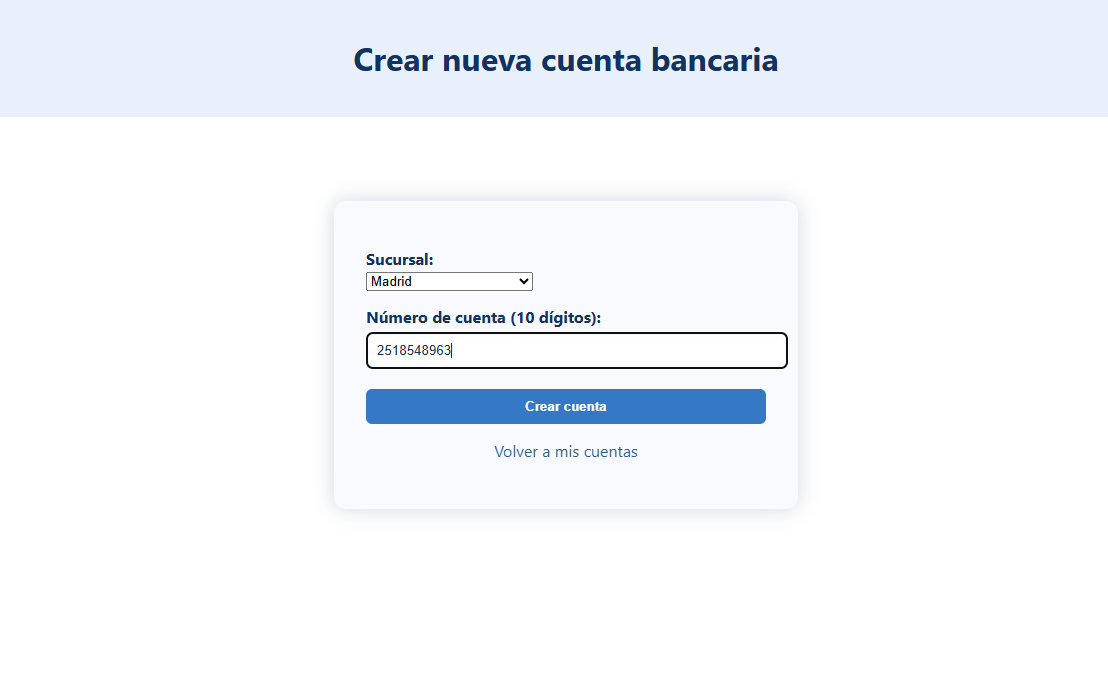 Crear nueva cuenta bancaria
Sucursal:
Madrid
Número de cuenta (10 dígitos):
2518548963
Crear cuenta
Volver a mis cuentas